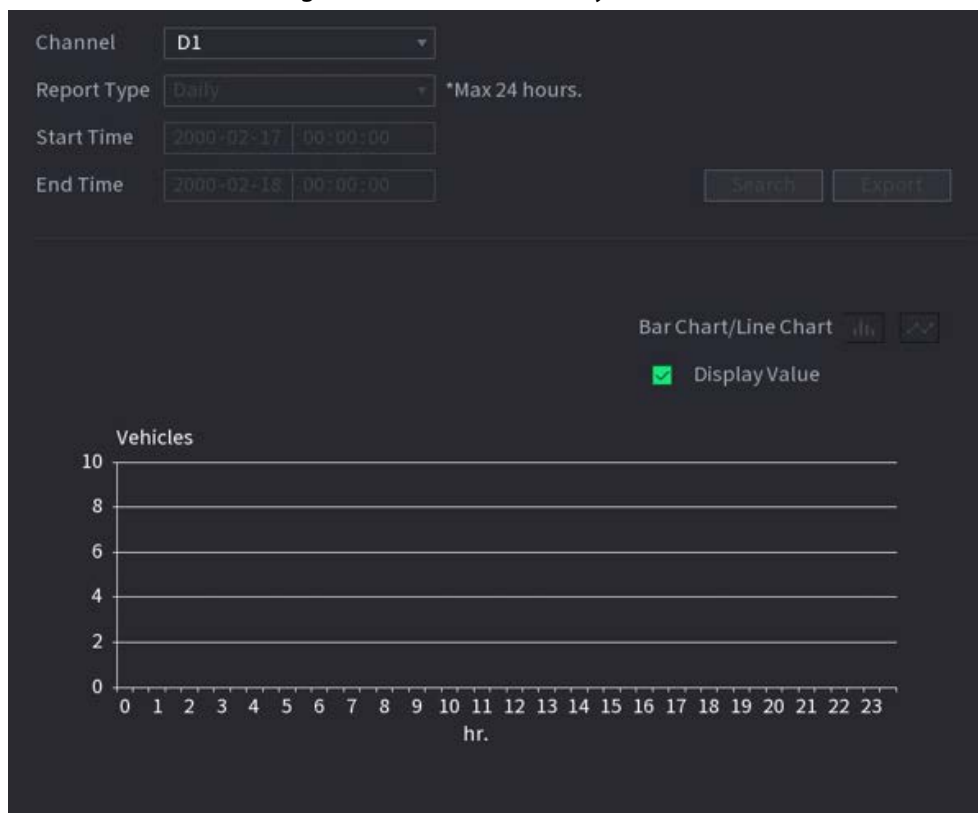 Channel D1
Report Type Daily *Max 24 hours.
Start Time 2000-02-17 00:00:00
End Time 2000-02-18 00:00:00 Search Export
Bar Chart/Line Chart
Display Value
Vehicles
10
8
6
4
2
0
0 1 2 3 4 5 6 7 8 9 10 11 12 13 14 15 16 17 18 19 20 21 22 23
hr.